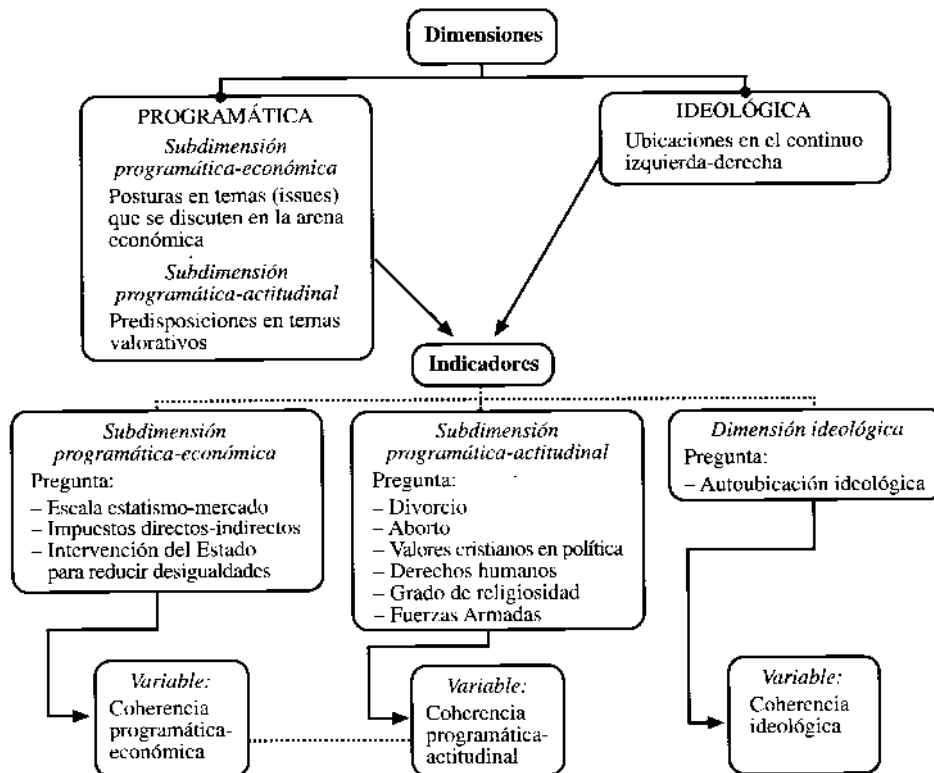 Dimensiones
PROGRAMÁTICA
Subdimensión
programática-económica
Posturas en temas (issues)
que se discuten en la arena
económica
Subdimensión
programática-actitudinal
Predisposiciones en temas
valorativos
IDEOLÓGICA
Ubicaciones en el continuo
izquierda-derecha
Indicadores
Subdimensión
programática-económica
Pregunta:
– Escala estatismo-mercado
– Impuestos directos-indirectos
– Intervención del Estado
para reducir desigualdades
Subdimensión
programática-actitudinal
Pregunta:
– Divorcio
– Aborto
– Valores cristianos en política
– Derechos humanos
– Grado de religiosidad
– Fuerzas Armadas
Dimensión ideológica
Pregunta:
– Autoubicación ideológica
Variable:
Coherencia
programática-
económica
Variable:
Coherencia
programática-
actitudinal
Variable:
Coherencia
ideológica